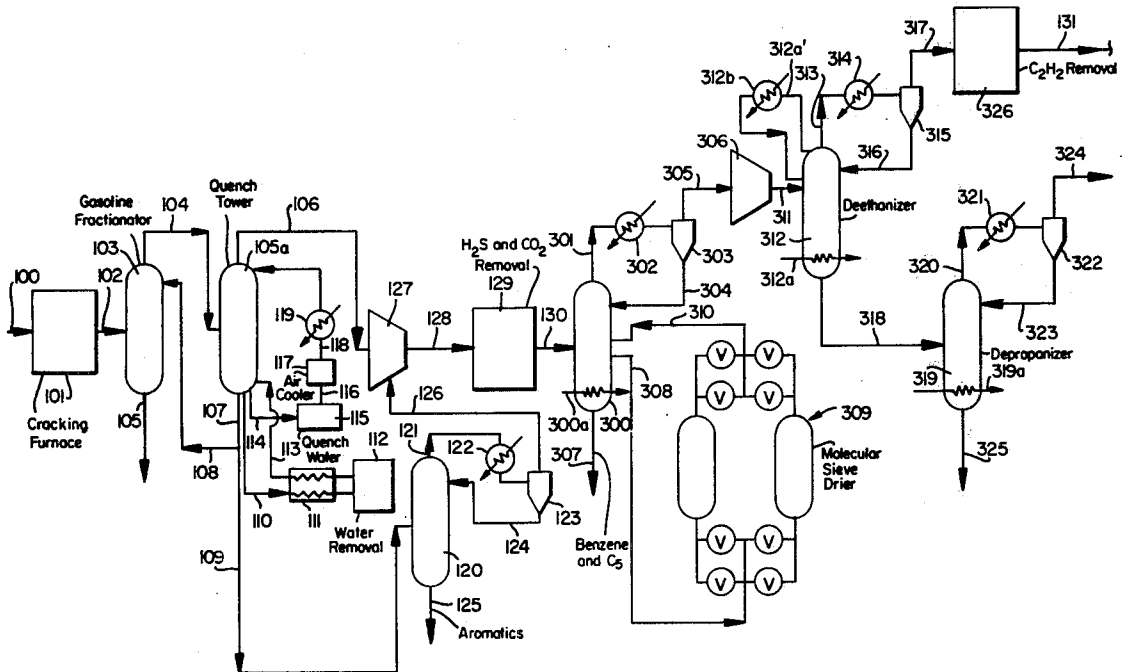 317
131
C2H2 Removal
326
312a'
313
314
312b
315
316
324
306
305
311
Deethanizer
312
312a
321
322
320
323
318
Depropanizer
319
319a
325
Quench
Tower
Gasoline
Fractionator
104
106
103
105a
100
102
101
Cracking
Furnace
105
127
H2S and CO2
Removal
129
128
130
301
302
303
304
310
308
300a
300
307
Benzene
and C5
309
Molecular
Sieve
Drier
V
V
V
V
V
V
V
V
119
118
117
Air
Cooler
116
107
114
113
115
Quench
Water
112
108
110
111
Water
Removal
109
126
121
122
123
124
120
125
Aromatics